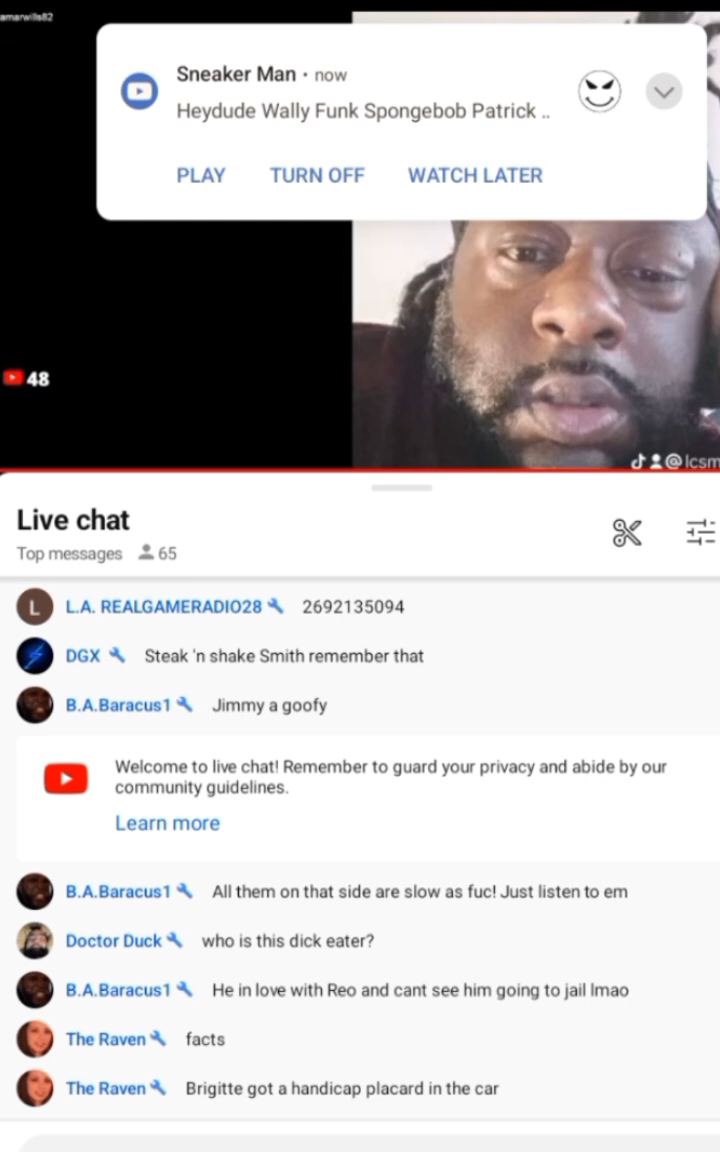 amarwills82
Sneaker Man • now
Heydude Wally Funk Spongebob Patrick ..
PLAY TURN OFF WATCH LATER
48
@lcsm
Live chat
Top messages 65
L L.A. REALGAMERADIO28 2692135094
DGX Steak 'n shake Smith remember that
B.A.Baracus1 Jimmy a goofy
Welcome to live chat! Remember to guard your privacy and abide by our
community guidelines.
Learn more
B.A.Baracus1 All them on that side are slow as fuc! Just listen to em
Doctor Duck who is this dick eater?
B.A.Baracus1 He in love with Reo and cant see him going to jail lmao
The Raven facts
The Raven Brigitte got a handicap placard in the car